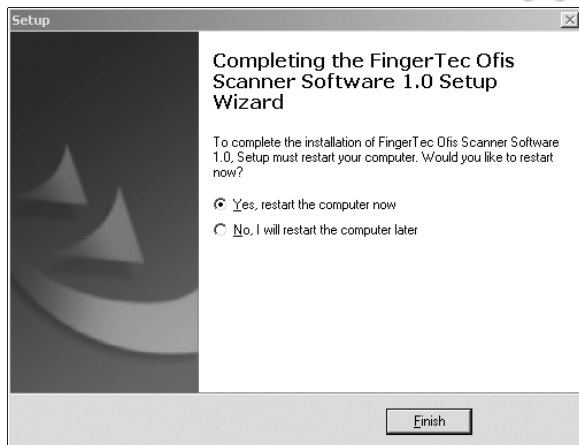 Setup
Completing the FingerTec Ofis
Scanner Software 1.0 Setup
Wizard
To complete the installation of FingerTec Ofis Scanner Software
1.0, Setup must restart your computer. Would you like to restart
now?
Yes, restart the computer now
No, I will restart the computer later
Finish